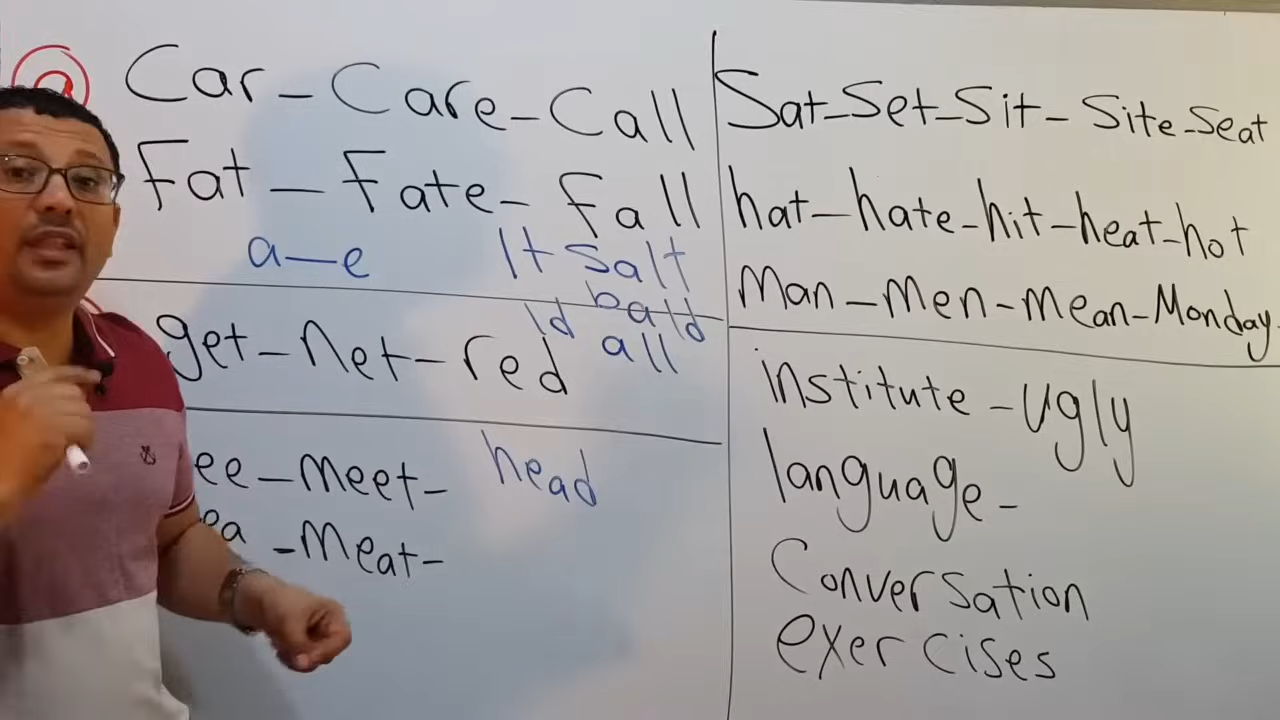 @ Car - Care - Call
Fat - Fate - Fall
a—e
lt Salt
ld bald
all
get - net - red
ee - meet -
head
ea - meat -
Sat - Set - Sit - Site - Seat
hat - hate - hit - heat - hot
Man - men - mean - Monday
institute - ugly
language -
Conversation
exercises